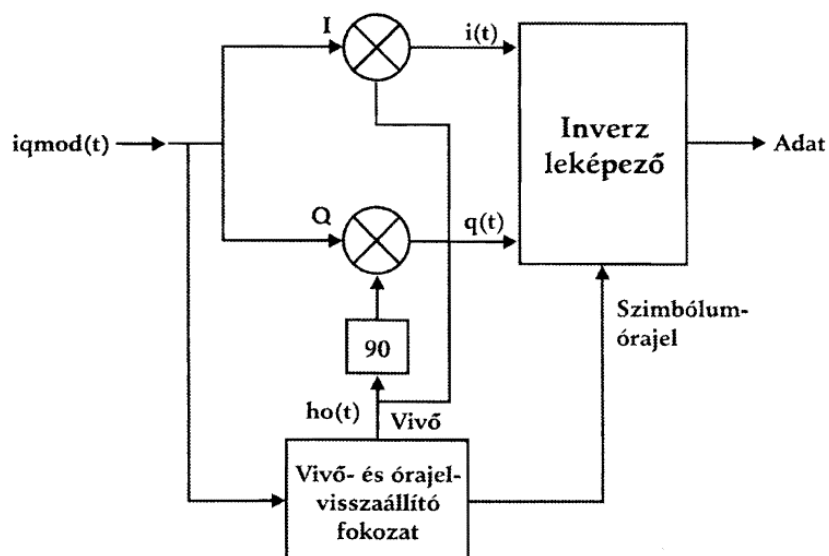 I
i(t)
iqmod(t)
Inverz
leképező
Adat
Q
q(t)
90
Szimbólum-
órajel
ho(t)
Vivő
Vivő- és órajel-
visszaállító
fokozat